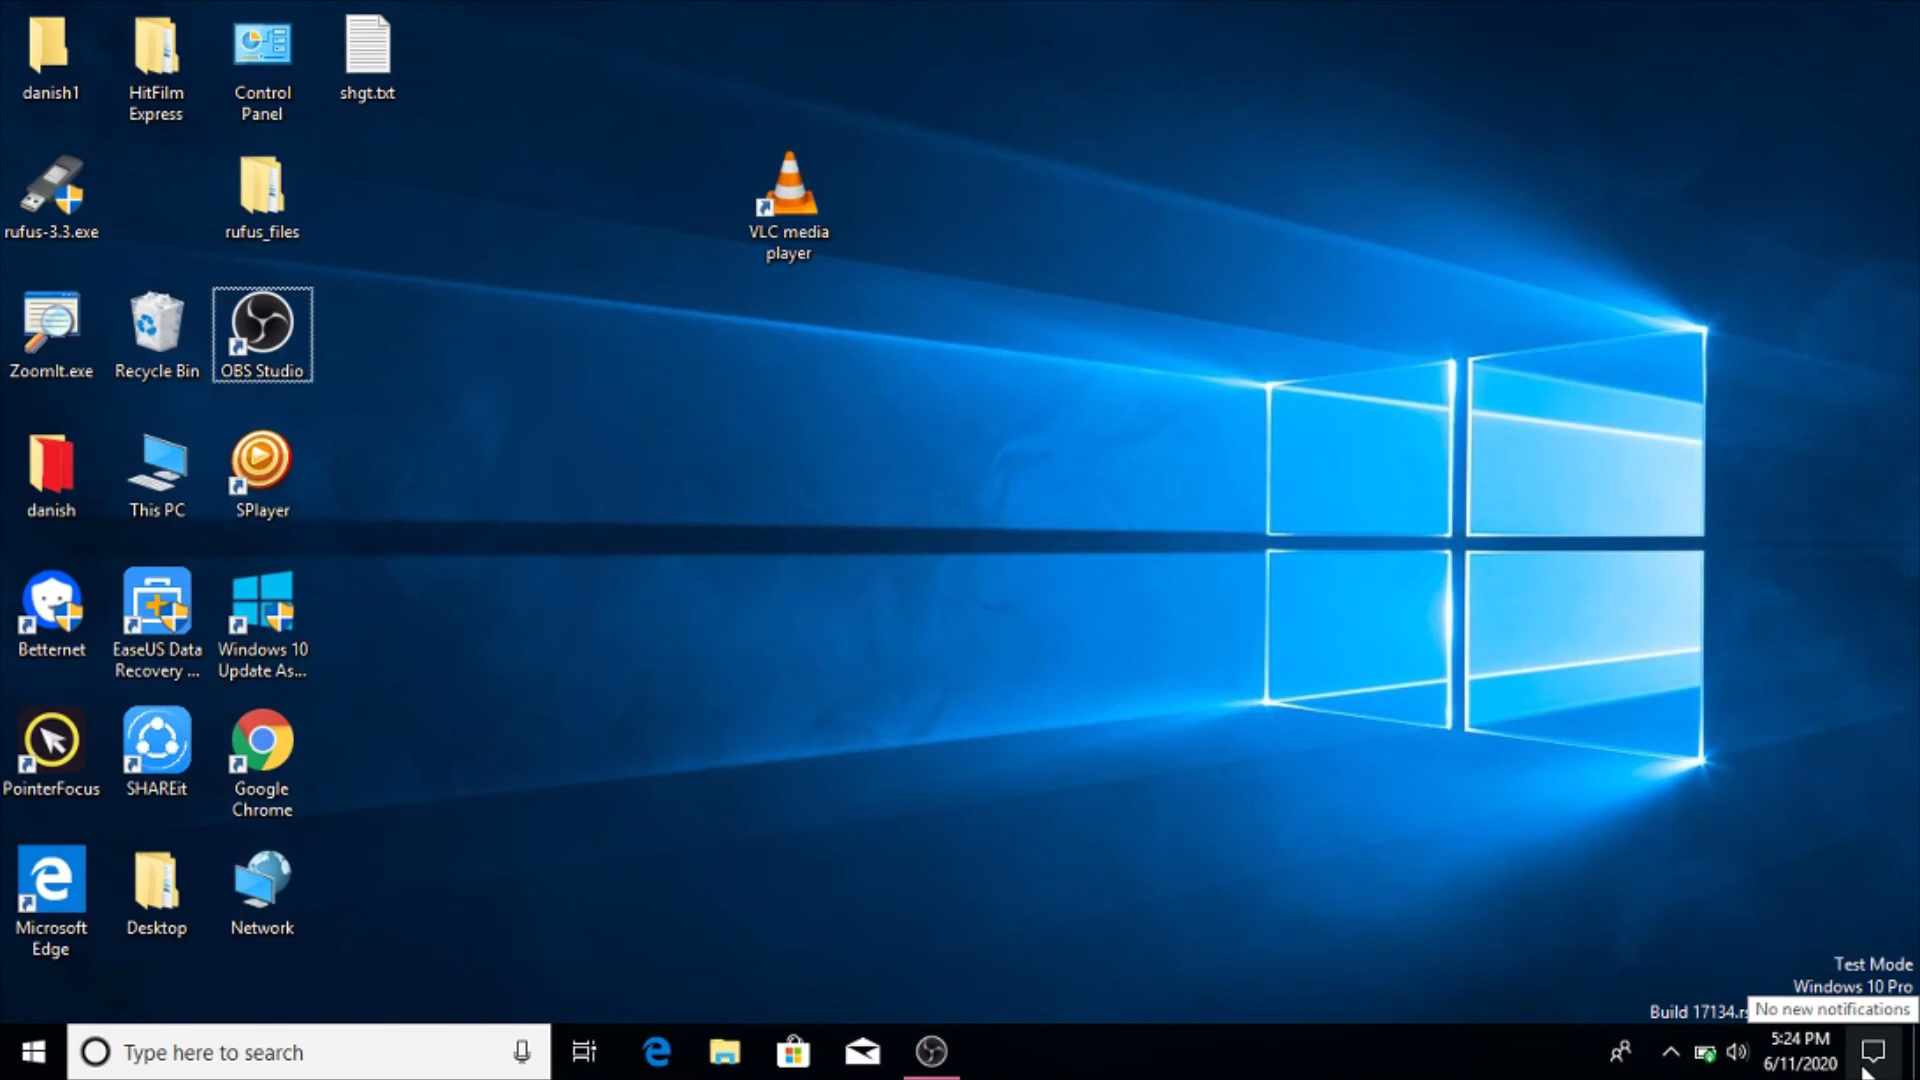 danish1
HitFilm
Express
Control
Panel
shgt.txt
rufus-3.3.exe
rufus_files
VLC media
player
ZoomIt.exe
Recycle Bin
OBS Studio
danish
This PC
SPlayer
Betternet
EaseUS Data
Recovery ...
Windows 10
Update As...
PointerFocus
SHAREit
Google
Chrome
Microsoft
Edge
Desktop
Network
Test Mode
Windows 10 Pro
Build 17134.rs
No new notifications
Type here to search
5:24 PM
6/11/2020